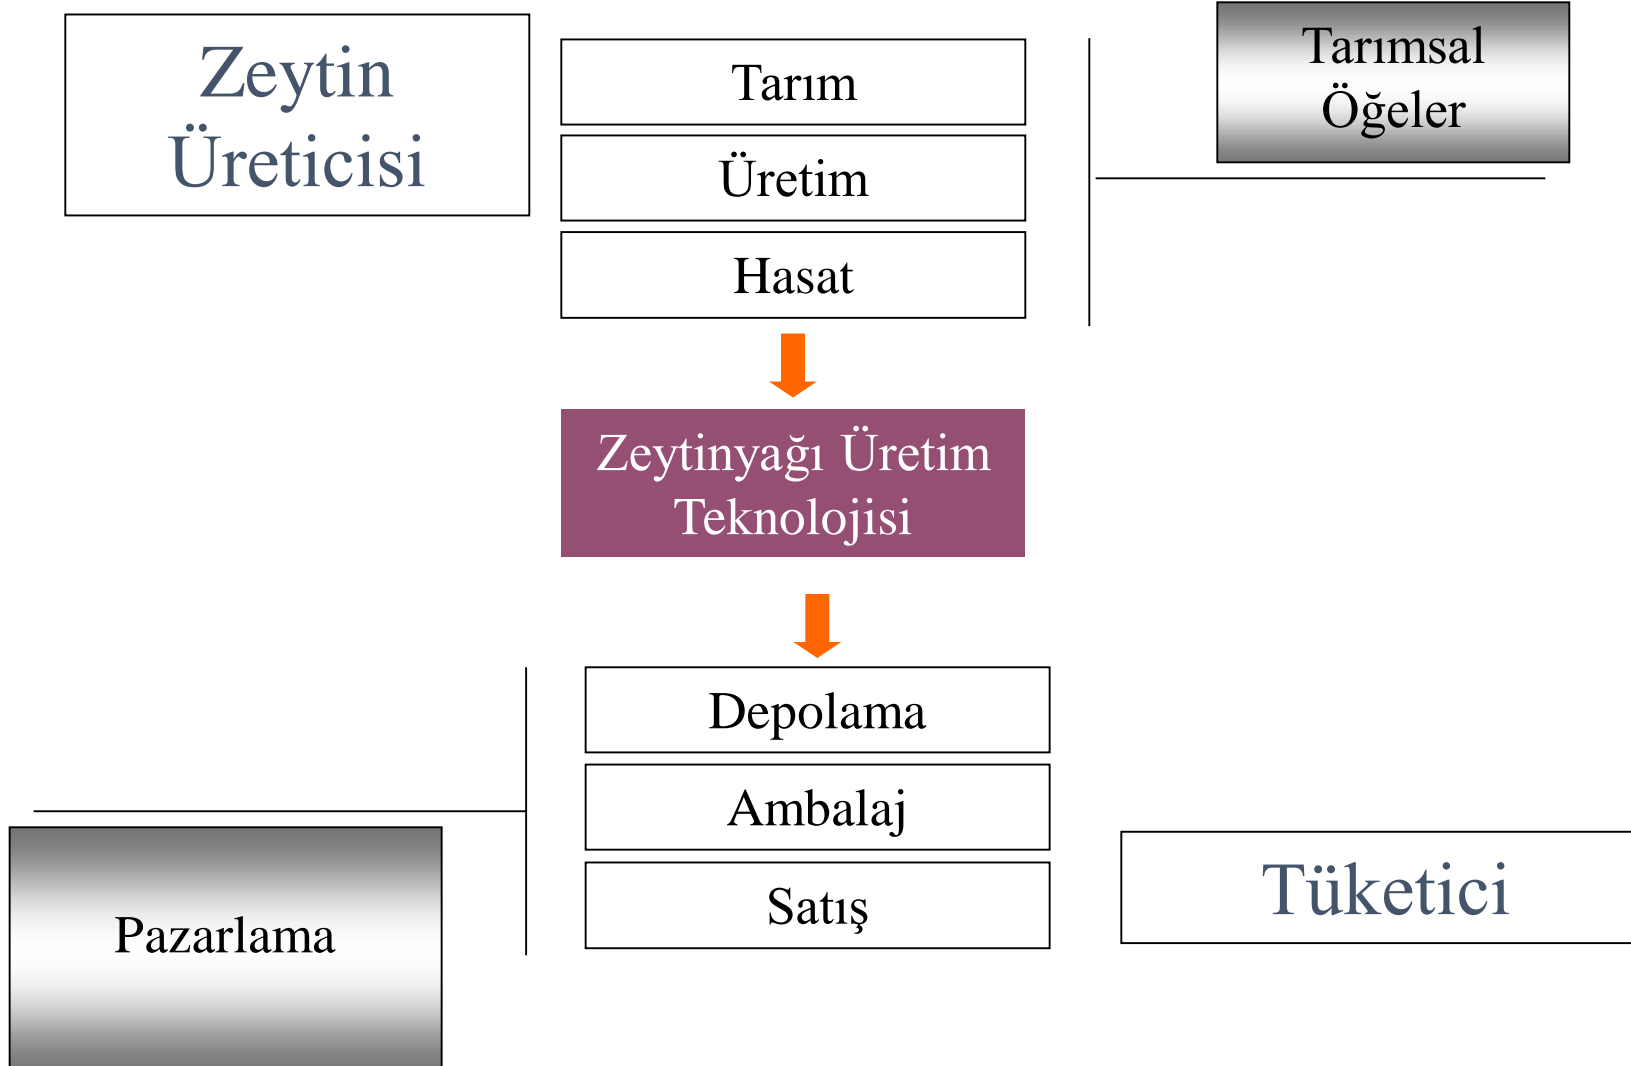 Zeytin
Üreticisi
Tarım
Üretim
Hasat
Tarımsal
Öğeler
Zeytinyağı Üretim
Teknolojisi
Depolama
Ambalaj
Satış
Pazarlama
Tüketici